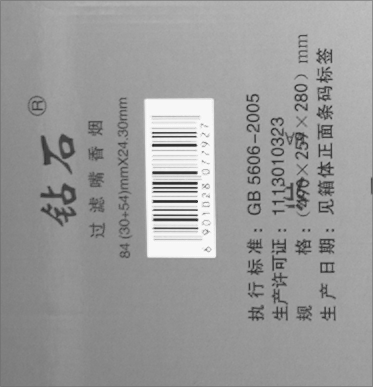 钻石®
过滤嘴香烟
84 (30+54)mmX24.30mm
6 901028 077927
执行标准：GB 5606-2005
生产许可证：1113010323
规 格：(490×259×280) mm
生产日期：见箱体正面条码标签